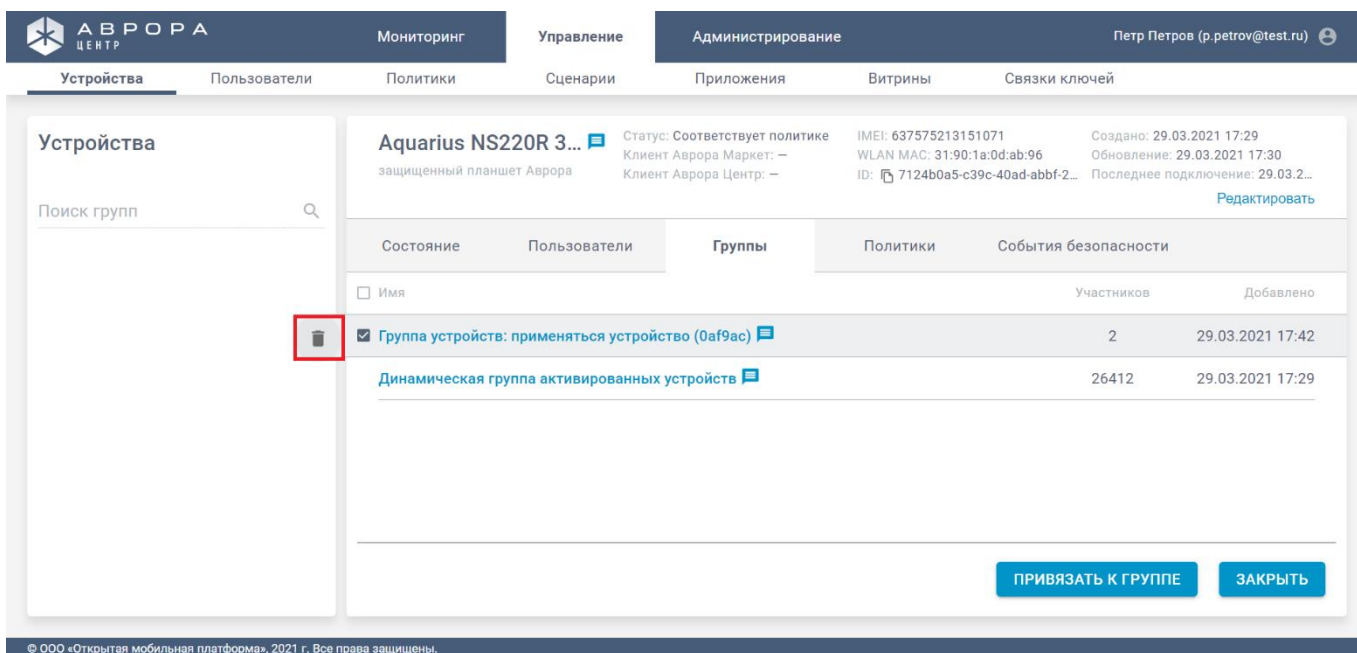 АВРОРА
ЦЕНТР
Мониторинг
Управление
Администрирование
Петр Петров (p.petrov@test.ru)
Устройства
Пользователи
Политики
Сценарии
Приложения
Витрины
Связки ключей
Устройства
Поиск групп
Aquarius NS220R 3...
защищенный планшет Аврора
Статус: Соответствует политике
Клиент Аврора Маркет: —
Клиент Аврора Центр: —
IMEI: 637575213151071
WLAN MAC: 31:90:1a:0d:ab:96
ID: 7124b0a5-c39c-40ad-abbf-2...
Создано: 29.03.2021 17:29
Обновление: 29.03.2021 17:30
Последнее подключение: 29.03.2...
Редактировать
Состояние
Пользователи
Группы
Политики
События безопасности
Имя
Участников
Добавлено
Группа устройств: применяться устройство (0af9ac)
2
29.03.2021 17:42
Динамическая группа активированных устройств
26412
29.03.2021 17:29
ПРИВЯЗАТЬ К ГРУППЕ
ЗАКРЫТЬ
© ООО «Открытая мобильная платформа», 2021 г. Все права защищены.